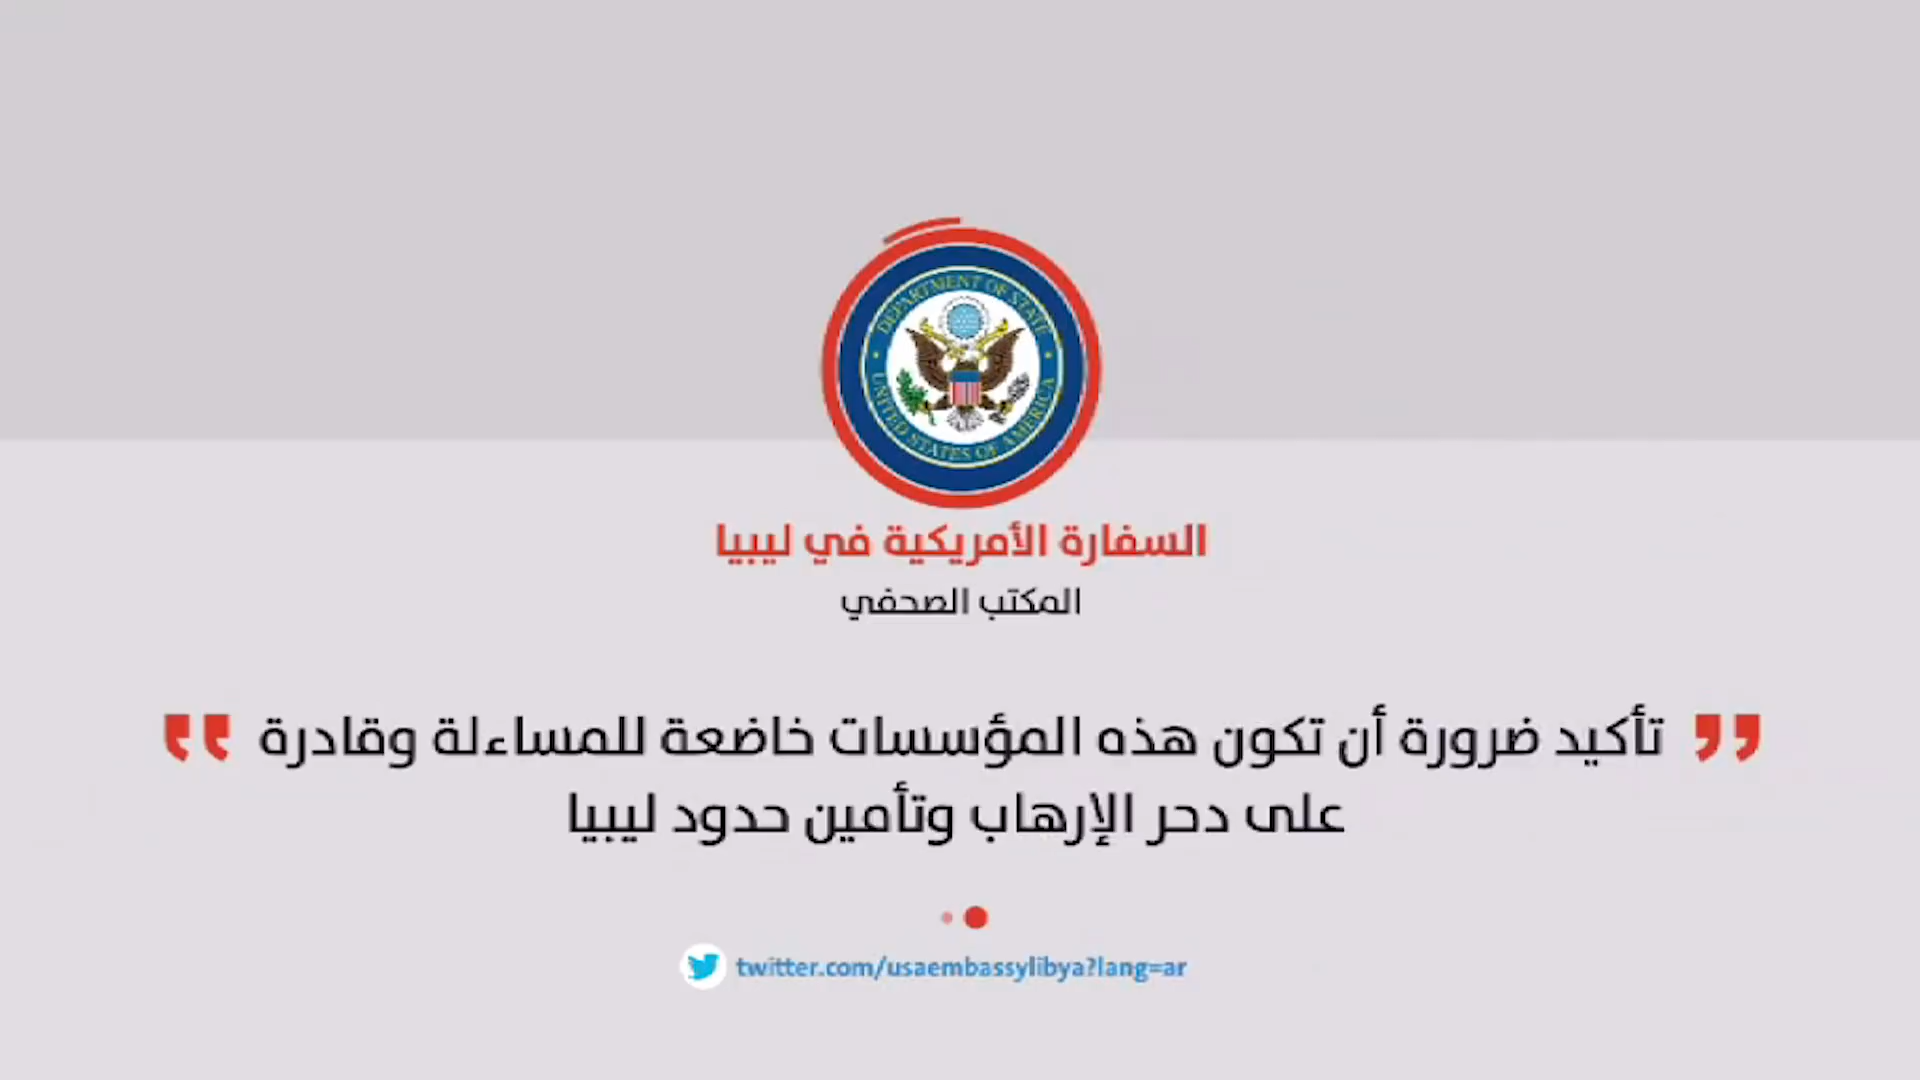 DEPARTMENT OF STATE
UNITED STATES OF AMERICA
السفارة الأمريكية في ليبيا
المكتب الصحفي
" تأكيد ضرورة أن تكون هذه المؤسسات خاضعة للمساءلة وقادرة "
على دحر الإرهاب وتأمين حدود ليبيا
twitter.com/usaembassylibya?lang=ar